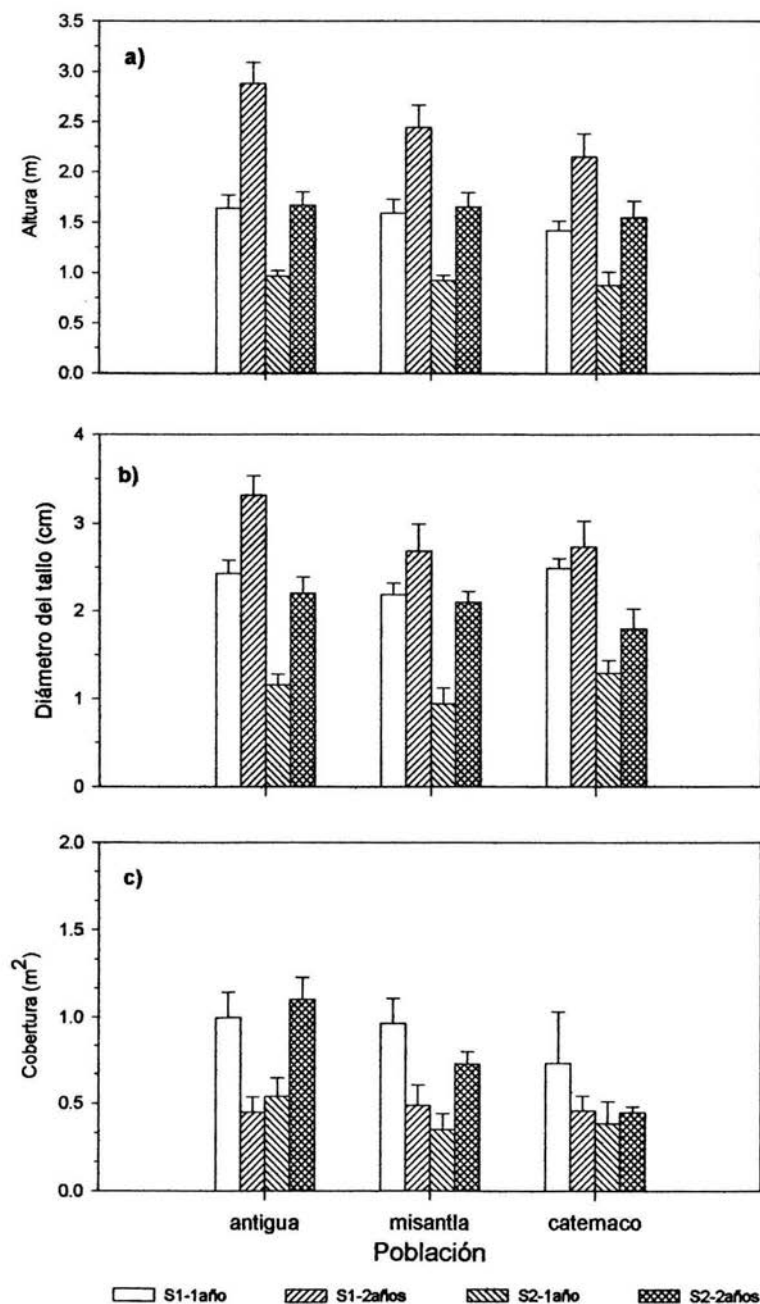 3.5
a)
3.0
2.5
2.0
1.5
1.0
0.5
0.0
Altura (m)
4
b)
3
2
1
0
Diámetro del tallo (cm)
2.0
c)
1.5
1.0
0.5
0.0
Cobertura (m²)
antigua misantla catemaco
Población
S1-1año S1-2años S2-1año S2-2años